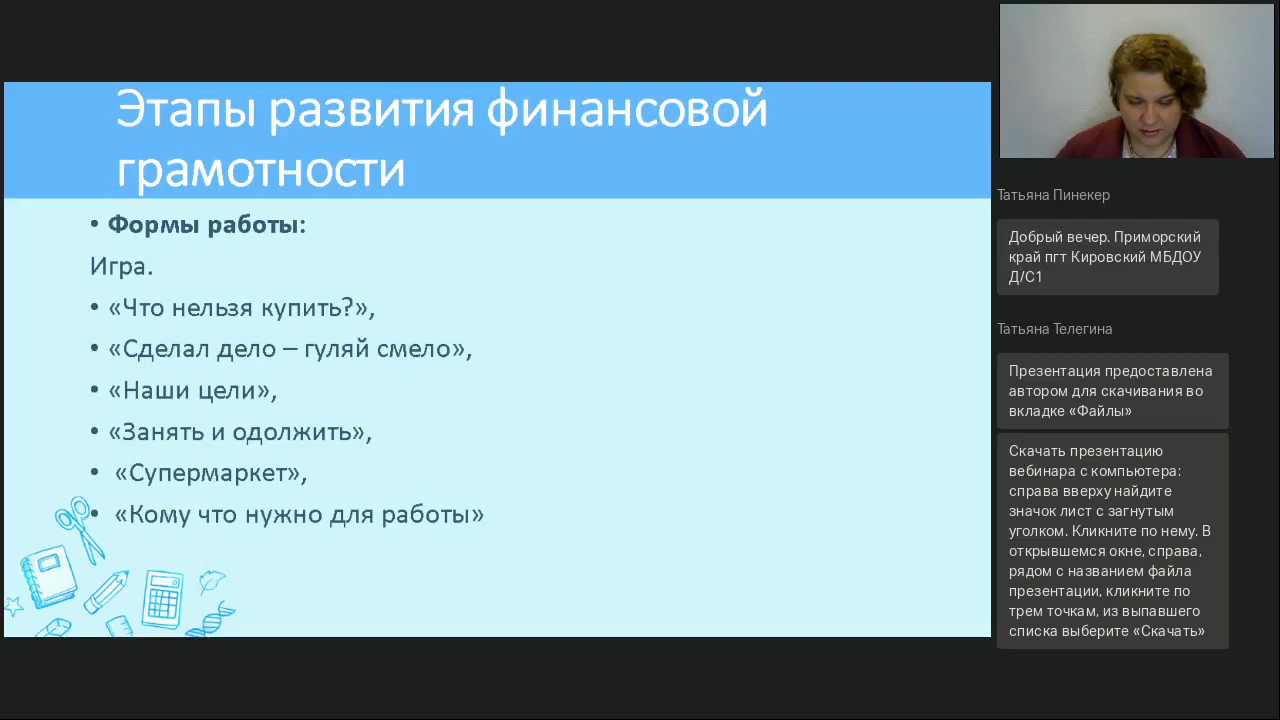 Этапы развития финансовой
грамотности
• Формы работы:
Игра.
• «Что нельзя купить?»,
• «Сделал дело – гуляй смело»,
• «Наши цели»,
• «Занять и одолжить»,
• «Супермаркет»,
• «Кому что нужно для работы»
Татьяна Пинекер
Добрый вечер. Приморский
край пгт Кировский МБДОУ
Д/С1
Татьяна Телегина
Презентация предоставлена
автором для скачивания во
вкладке «Файлы»
Скачать презентацию
вебинара с компьютера:
справа вверху найдите
значок лист с загнутым
уголком. Кликните по нему. В
открывшемся окне, справа,
рядом с названием файла
презентации, кликните по
трем точкам, из выпавшего
списка выберите «Скачать»